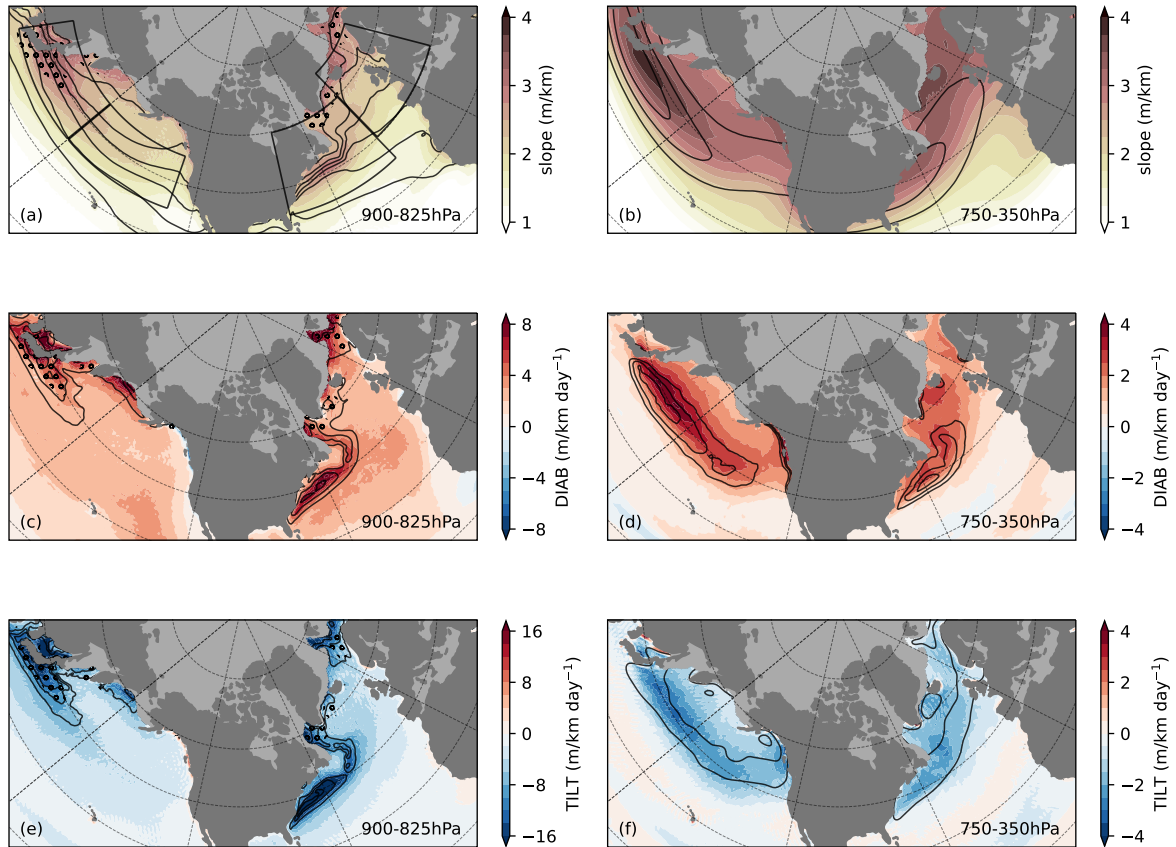 4
3
2
1
slope (m/km)
(a)
900-825hPa
4
3
2
1
slope (m/km)
(b)
750-350hPa
8
4
0
−4
−8
DIAB (m/km day⁻¹)
(c)
900-825hPa
4
2
0
−2
−4
DIAB (m/km day⁻¹)
(d)
750-350hPa
16
8
0
−8
−16
TILT (m/km day⁻¹)
(e)
900-825hPa
4
2
0
−2
−4
TILT (m/km day⁻¹)
(f)
750-350hPa